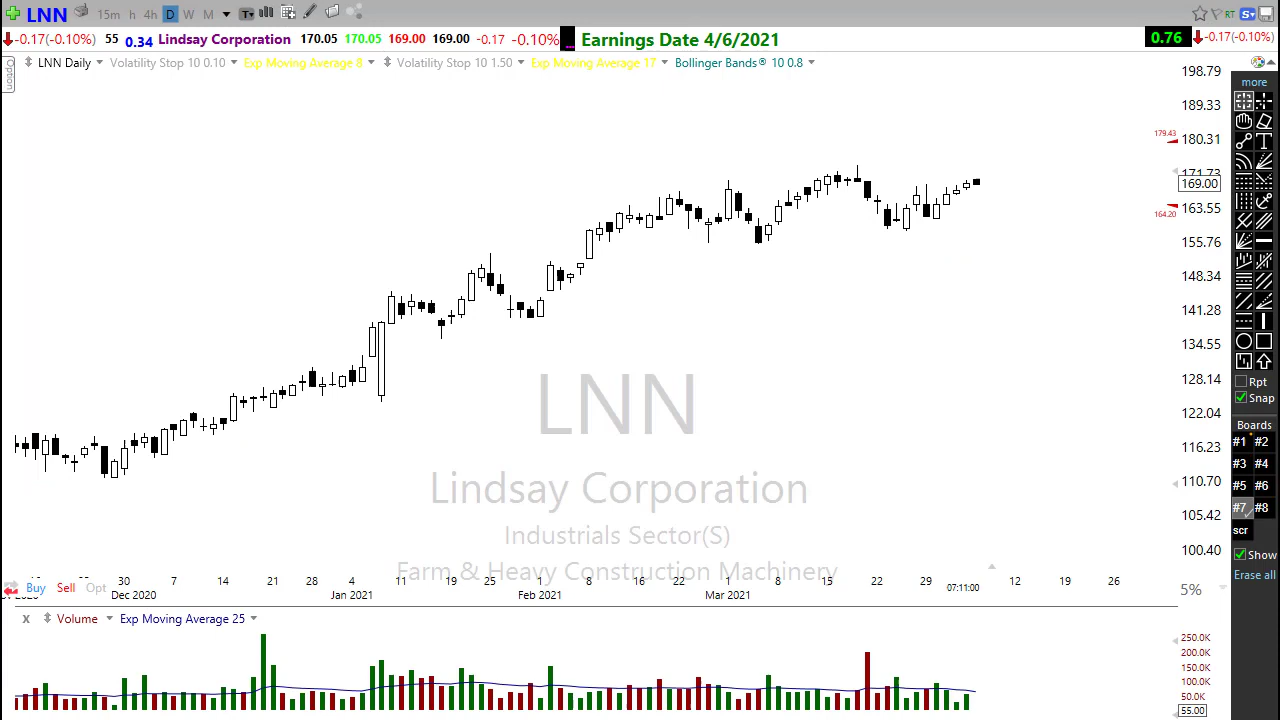 LNN 15m h 4h D W M T RT S
-0.17(-0.10%) 55 0.34 Lindsay Corporation 170.05 170.05 169.00 169.00 -0.17 -0.10% Earnings Date 4/6/2021 0.76 -0.17(-0.10%)
Option LNN Daily Volatility Stop 10 0.10 Exp Moving Average 8 Volatility Stop 10 1.50 Exp Moving Average 17 Bollinger Bands® 10 0.8
198.79
more
189.33
179.43
180.31
T
171.73
169.00
164.20
163.55
155.76
148.34
141.28
134.55
128.14
122.04
116.23
110.70
105.42
100.40
Rpt
Snap
Boards
#1 #2
#3 #4
#5 #6
#7 #8
scr
Show
Erase all
LNN
Lindsay Corporation
Industrials Sector(S)
Farm & Heavy Construction Machinery
Buy Sell Opt
30 7 14 21 28 4 11 19 25 1 8 16 22 1 8 15 22 29 07:11:00 12 19 26
2020 Dec 2020 Jan 2021 Feb 2021 Mar 2021
5%
x Volume Exp Moving Average 25
250.0K
200.0K
150.0K
100.0K
50.0K
55.00